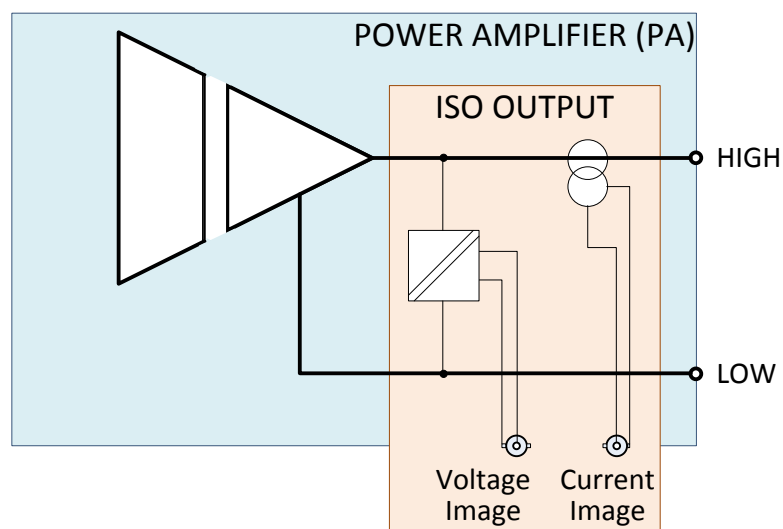 POWER AMPLIFIER (PA)
ISO OUTPUT
HIGH
LOW
Voltage
Image
Current
Image